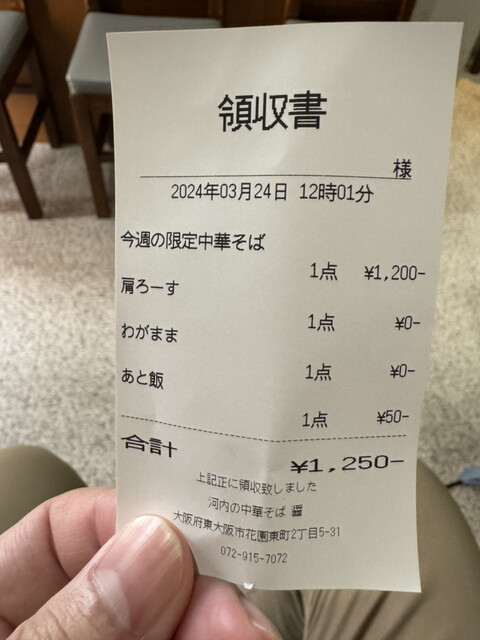 領収書
様
2024年03月24日 12時01分
今週の限定中華そば
1点 ¥1,200-
肩ろーす
1点 ¥0-
わがまま
1点 ¥0-
あと飯
1点 ¥50-
合計 ¥1,250-
上記正に領収致しました
河内の中華そば 醤
大阪府東大阪市花園東町2丁目5-31
072-915-7072